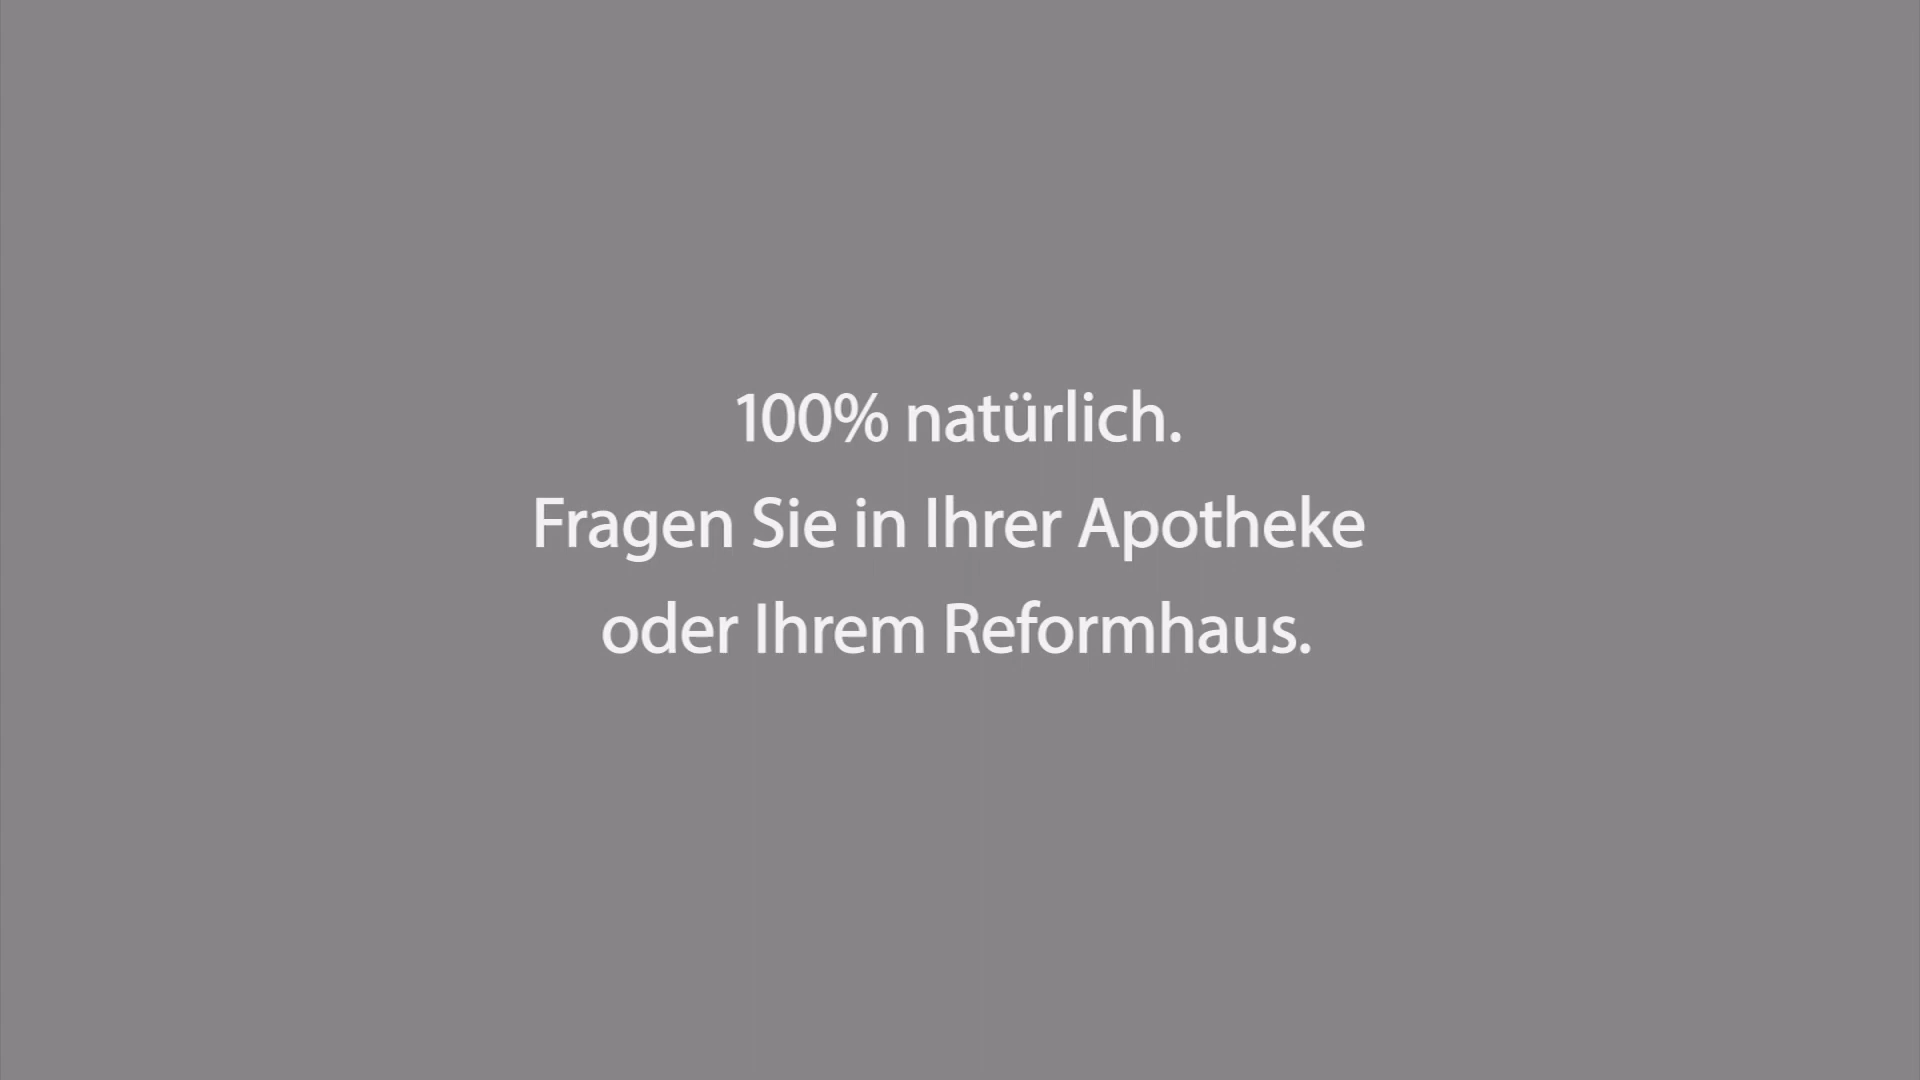 100% natürlich.
Fragen Sie in Ihrer Apotheke
oder Ihrem Reformhaus.